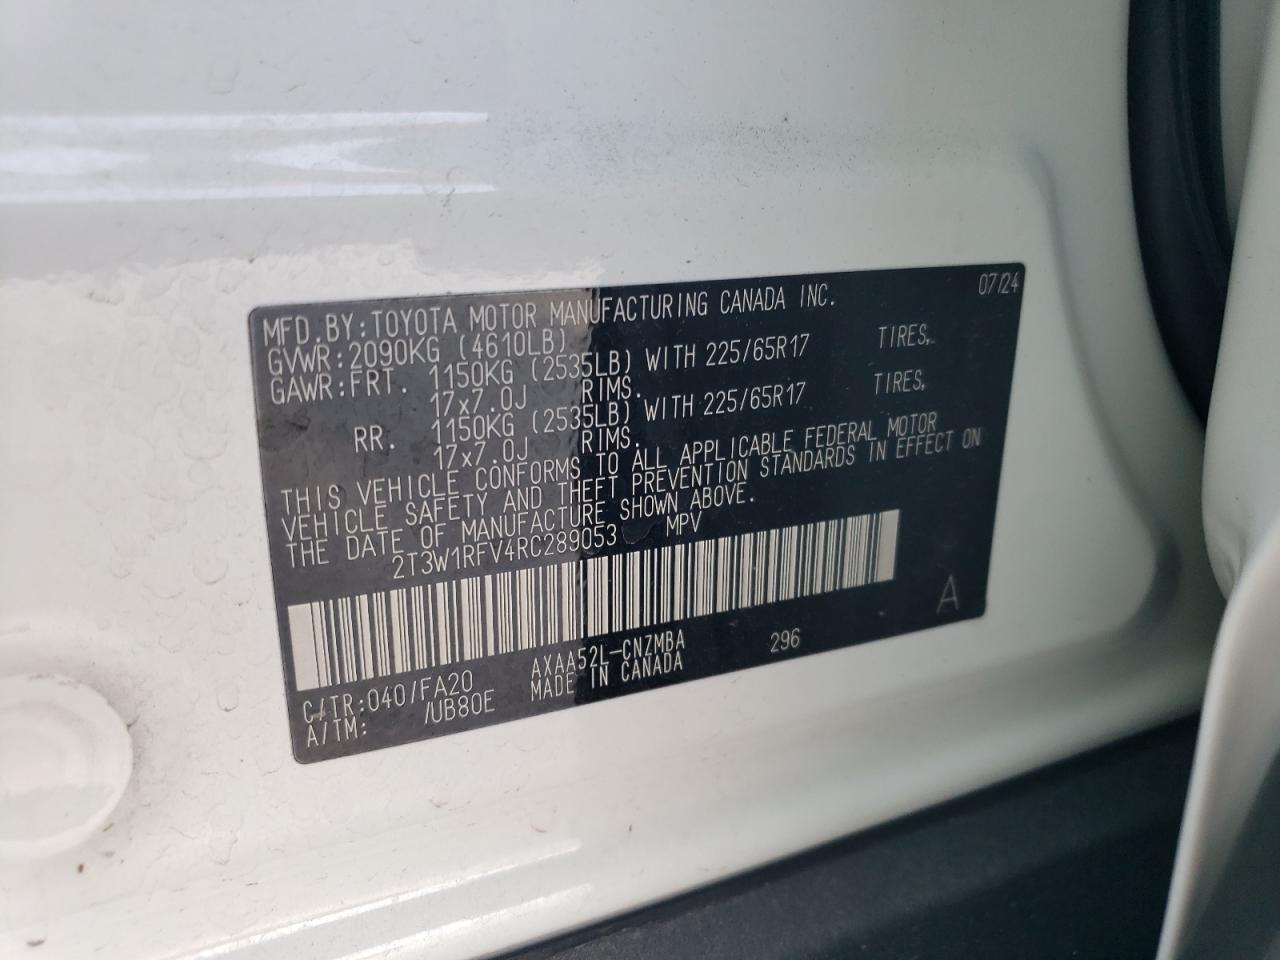 07/24
MFD.BY:TOYOTA MOTOR MANUFACTURING CANADA INC.
GVWR:2090KG (4610LB)
GAWR:FRT. 1150KG (2535LB) WITH 225/65R17 TIRES,
17x7.0J RIMS.
RR. 1150KG (2535LB) WITH 225/65R17 TIRES,
17x7.0J RIMS.
THIS VEHICLE CONFORMS TO ALL APPLICABLE FEDERAL MOTOR
VEHICLE SAFETY AND THEFT PREVENTION STANDARDS IN EFFECT ON
THE DATE OF MANUFACTURE SHOWN ABOVE.
2T3W1RFV4RC289053 MPV
A
C/TR:040/FA20 AXAA52L-CNZMBA 296
A/TM: /UB80E MADE IN CANADA